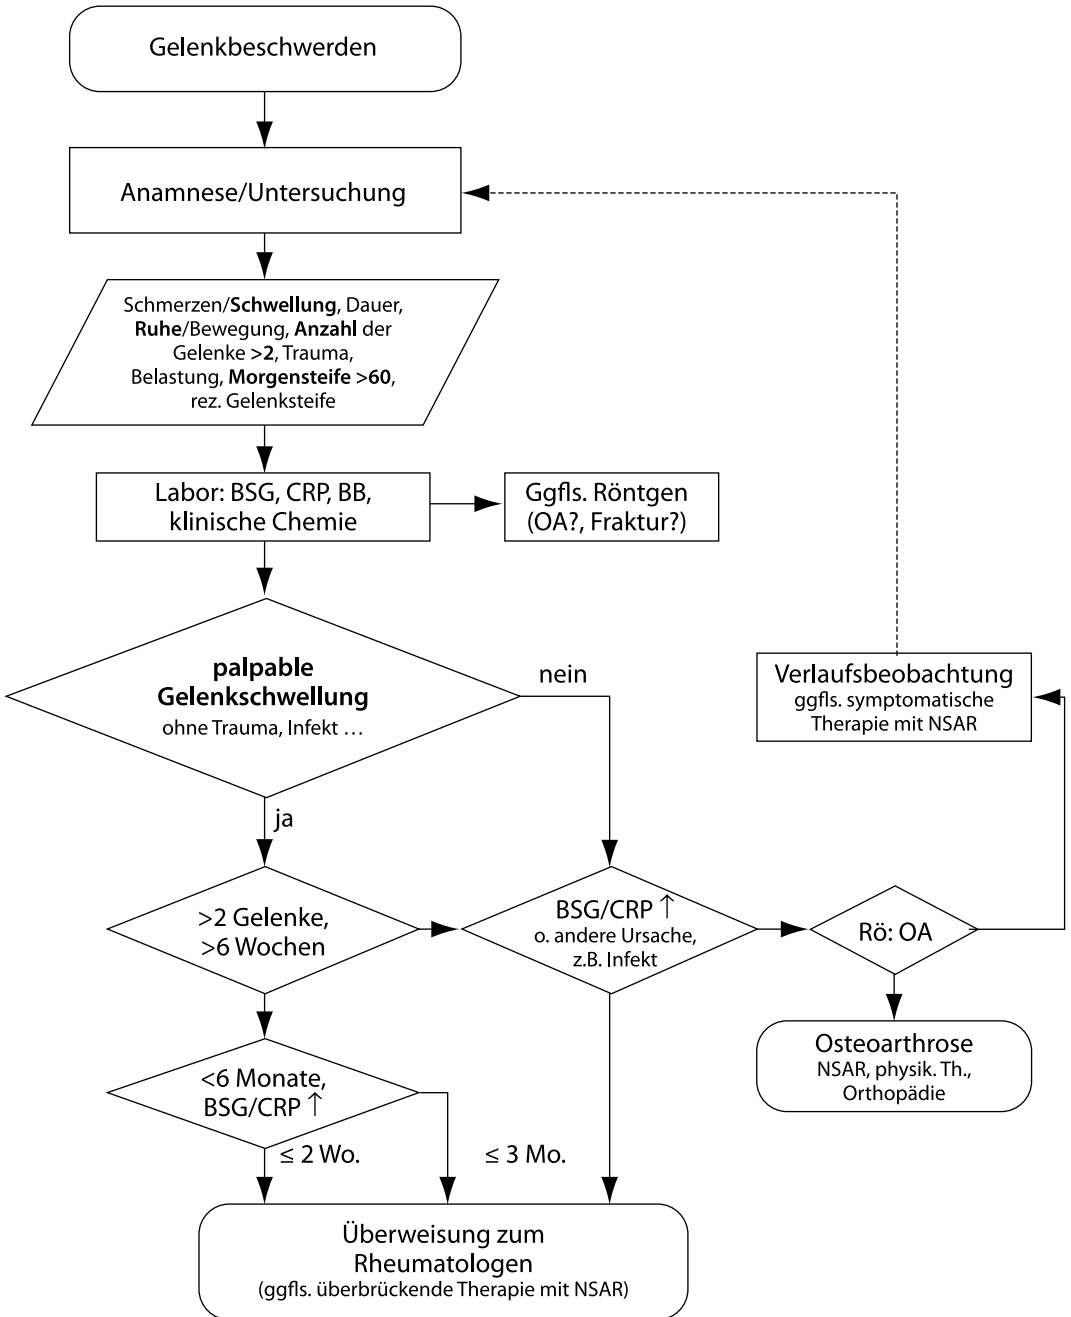 Gelenkbeschwerden
Anamnese/Untersuchung
Schmerzen/Schwellung, Dauer,
Ruhe/Bewegung, Anzahl der
Gelenke >2, Trauma,
Belastung, Morgensteife >60,
rez. Gelenksteife
Labor: BSG, CRP, BB,
klinische Chemie
Ggfls. Röntgen
(OA?, Fraktur?)
palpable
Gelenkschwellung
ohne Trauma, Infekt …
nein
ja
Verlaufsbeobachtung
ggfls. symptomatische
Therapie mit NSAR
>2 Gelenke,
>6 Wochen
BSG/CRP ↑
o. andere Ursache,
z.B. Infekt
Rö: OA
Osteoarthrose
NSAR, physik. Th.,
Orthopädie
<6 Monate,
BSG/CRP ↑
≤ 2 Wo.
≤ 3 Mo.
Überweisung zum
Rheumatologen
(ggfls. überbrückende Therapie mit NSAR)